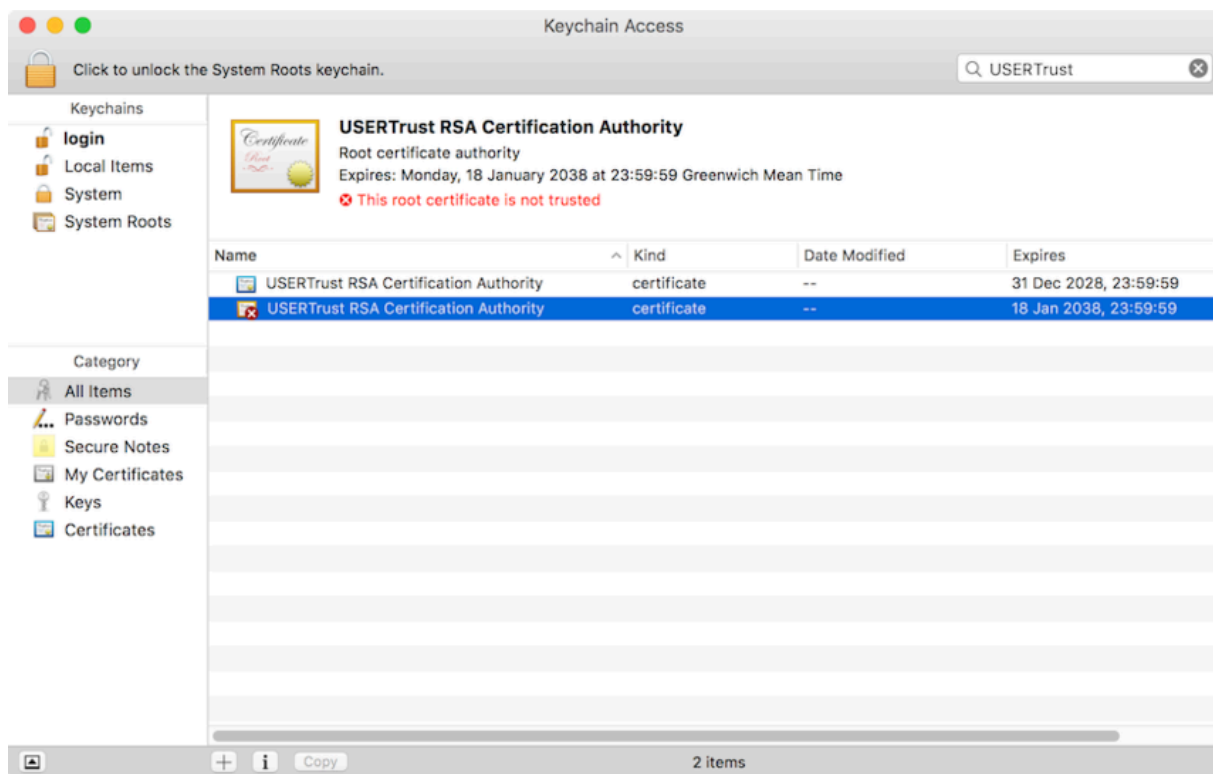 Keychain Access
Click to unlock the System Roots keychain.
USERTrust
Keychains
login
Local Items
System
System Roots
Certificate
Root
USERTrust RSA Certification Authority
Root certificate authority
Expires: Monday, 18 January 2038 at 23:59:59 Greenwich Mean Time
This root certificate is not trusted
Name Kind Date Modified Expires
USERTrust RSA Certification Authority certificate -- 31 Dec 2028, 23:59:59
USERTrust RSA Certification Authority certificate -- 18 Jan 2038, 23:59:59
Category
All Items
Passwords
Secure Notes
My Certificates
Keys
Certificates
Copy
2 items